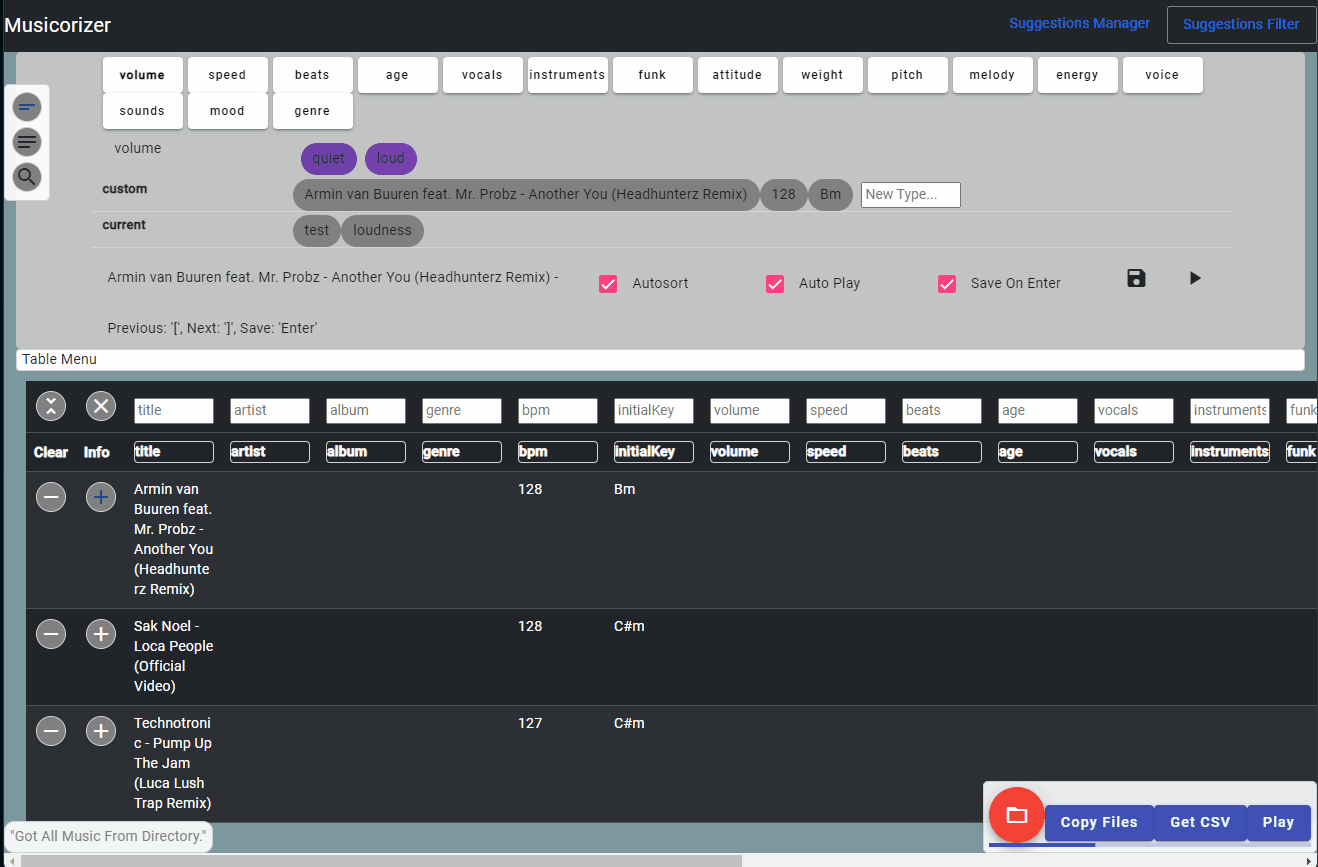 Musicorizer
Suggestions Manager
Suggestions Filter
volume speed beats age vocals instruments funk attitude weight pitch melody energy voice
sounds mood genre
volume quiet loud
custom Armin van Buuren feat. Mr. Probz - Another You (Headhunterz Remix) 128 Bm New Type...
current test loudness
Armin van Buuren feat. Mr. Probz - Another You (Headhunterz Remix) - Autosort Auto Play Save On Enter
Previous: '[', Next: ']', Save: 'Enter'
Table Menu
title artist album genre bpm initialKey volume speed beats age vocals instruments funk
Clear Info title artist album genre bpm initialKey volume speed beats age vocals instruments funk
Armin van 128 Bm
Buuren feat.
Mr. Probz -
Another You
(Headhunte
rz Remix)
Sak Noel - 128 C#m
Loca People
(Official
Video)
Technotroni 127 C#m
c - Pump Up
The Jam
(Luca Lush
Trap Remix)
"Got All Music From Directory."
Copy Files Get CSV Play